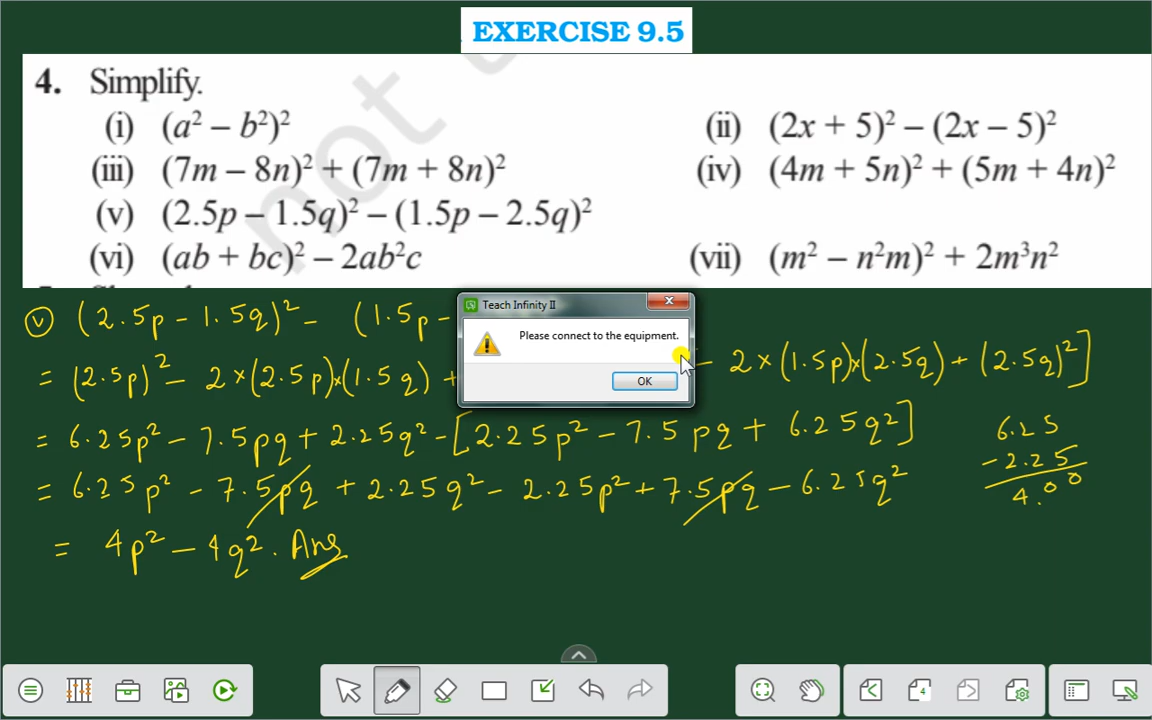 EXERCISE 9.5
not
4. Simplify.
(i) (a² – b²)² (ii) (2x + 5)² – (2x – 5)²
(iii) (7m – 8n)² + (7m + 8n)² (iv) (4m + 5n)² + (5m + 4n)²
(v) (2.5p – 1.5q)² – (1.5p – 2.5q)²
(vi) (ab + bc)² – 2ab²c (vii) (m² – n²m)² + 2m³n²
(v) (2.5p - 1.5q)² - (1.5p -
Teach Infinity II
Please connect to the equipment.
OK
= (2.5p)² - 2×(2.5p)×(1.5q) + - 2×(1.5p)×(2.5q) + (2.5q)²]
= 6.25p² - 7.5pq + 2.25q² - [2.25p² - 7.5pq + 6.25q²]
= 6.25p² - 7.5pq + 2.25q² - 2.25p² + 7.5pq - 6.25q²
6.25
-2.25
4.00
= 4p² - 4q². Ans
4